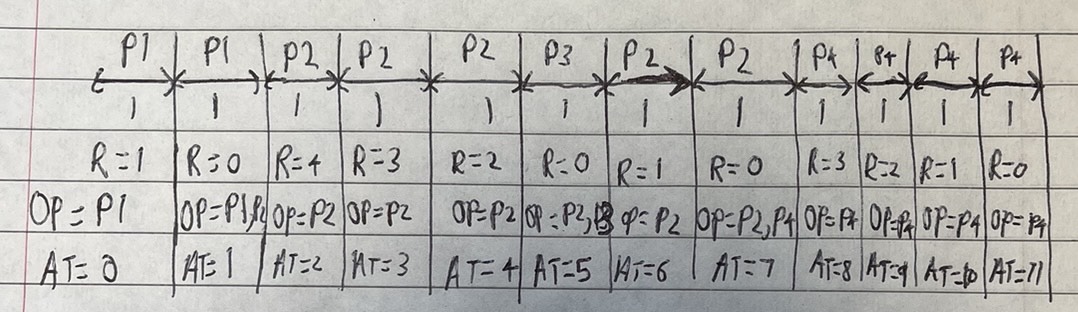 P1 P1 P2 P2 P2 P3 P2 P2 P4 P4 P4 P4
1 1 1 1 1 1 1 1 1 1 1 1
R=1 R=0 R=4 R=3 R=2 R=0 R=1 R=0 R=3 R=2 R=1 R=0
OP=P1 OP=P1,P2 OP=P2 OP=P2 OP=P2 OP=P2,P3 OP=P2 OP=P2,P4 OP=P4 OP=P4 OP=P4 OP=P4
AT=0 AT=1 AT=2 AT=3 AT=4 AT=5 AT=6 AT=7 AT=8 AT=9 AT=10 AT=11